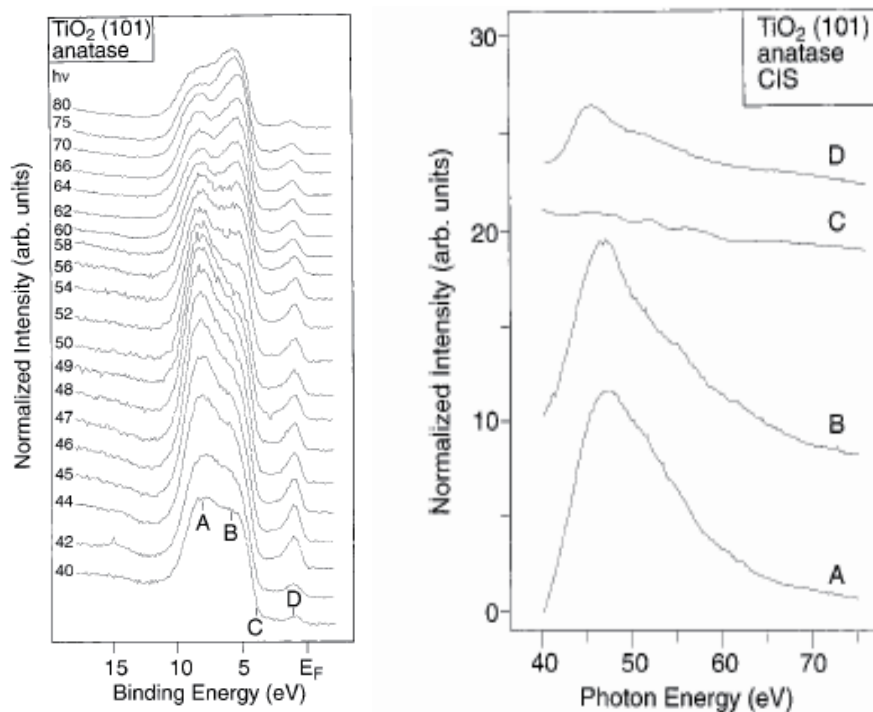 TiO2 (101)
anatase
hν
80
75
70
66
64
62
60
58
56
54
52
50
49
48
47
46
45
44
42
40
A
B
C
D
15
10
5
EF
Binding Energy (eV)
Normalized Intensity (arb. units)
TiO2 (101)
anatase
CIS
30
20
10
0
D
C
B
A
40
50
60
70
Photon Energy (eV)
Normalized Intensity (arb. units)